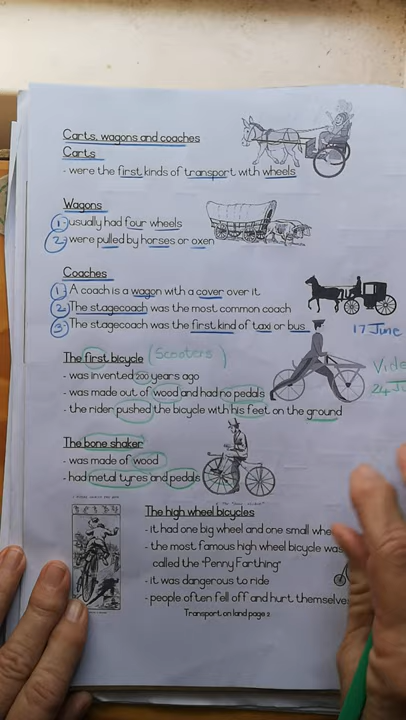 Carts, wagons and coaches
Carts
- were the first kinds of transport with wheels
Wagons
1 - usually had four wheels
2 - were pulled by horses or oxen
Coaches
1 - A coach is a wagon with a cover over it
2 - The stagecoach was the most common coach
3 - The stagecoach was the first kind of taxi or bus
17 June
The first bicycle (Scooters)
- was invented 200 years ago
- was made out of wood and had no pedals
- the rider pushed the bicycle with his feet on the ground
24
The bone shaker
- was made of wood
- had metal tyres and pedals
The high wheel bicycles
- it had one big wheel and one small
- the most famous high wheel bicycle was
called the "Penny Farthing"
- it was dangerous to ride
- people often fell off and hurt
Transport on land page 2